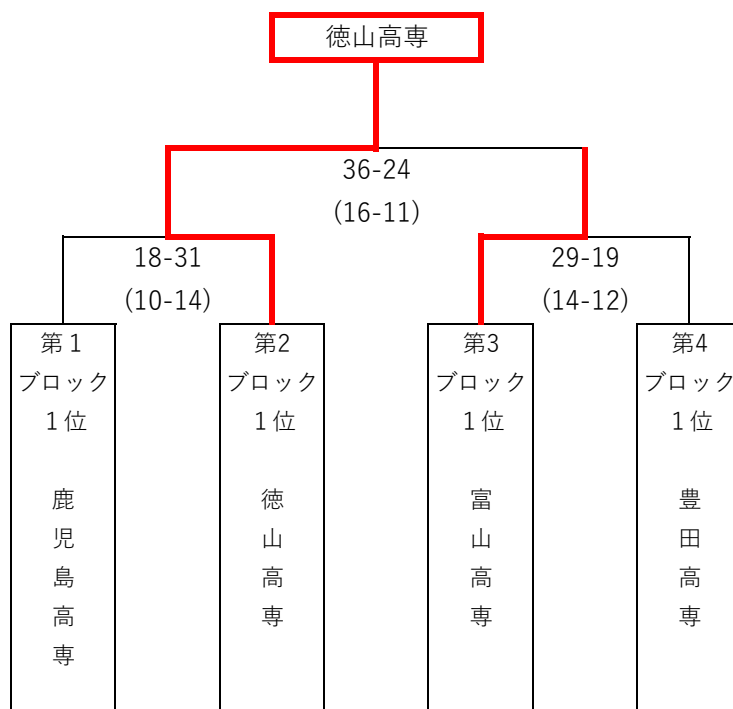 徳山高専
36-24
(16-11)
18-31
(10-14)
29-19
(14-12)
第１
ブロック
１位
鹿児島高専
第2
ブロック
１位
徳山高専
第3
ブロック
１位
富山高専
第4
ブロック
１位
豊田高専